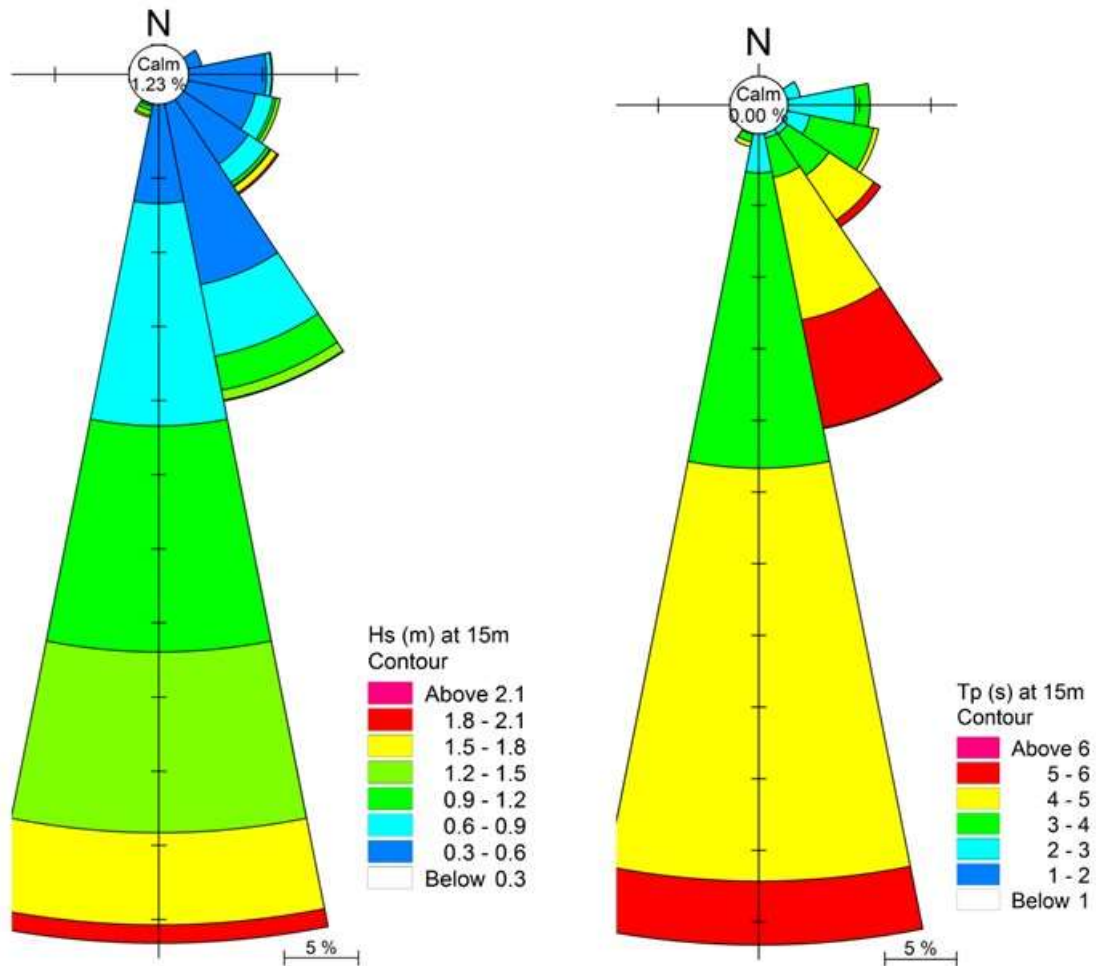 N
Calm
1.23 %
Hs (m) at 15m
Contour
Above 2.1
1.8 - 2.1
1.5 - 1.8
1.2 - 1.5
0.9 - 1.2
0.6 - 0.9
0.3 - 0.6
Below 0.3
5 %
N
Calm
0.00 %
Tp (s) at 15m
Contour
Above 6
5 - 6
4 - 5
3 - 4
2 - 3
1 - 2
Below 1
5 %